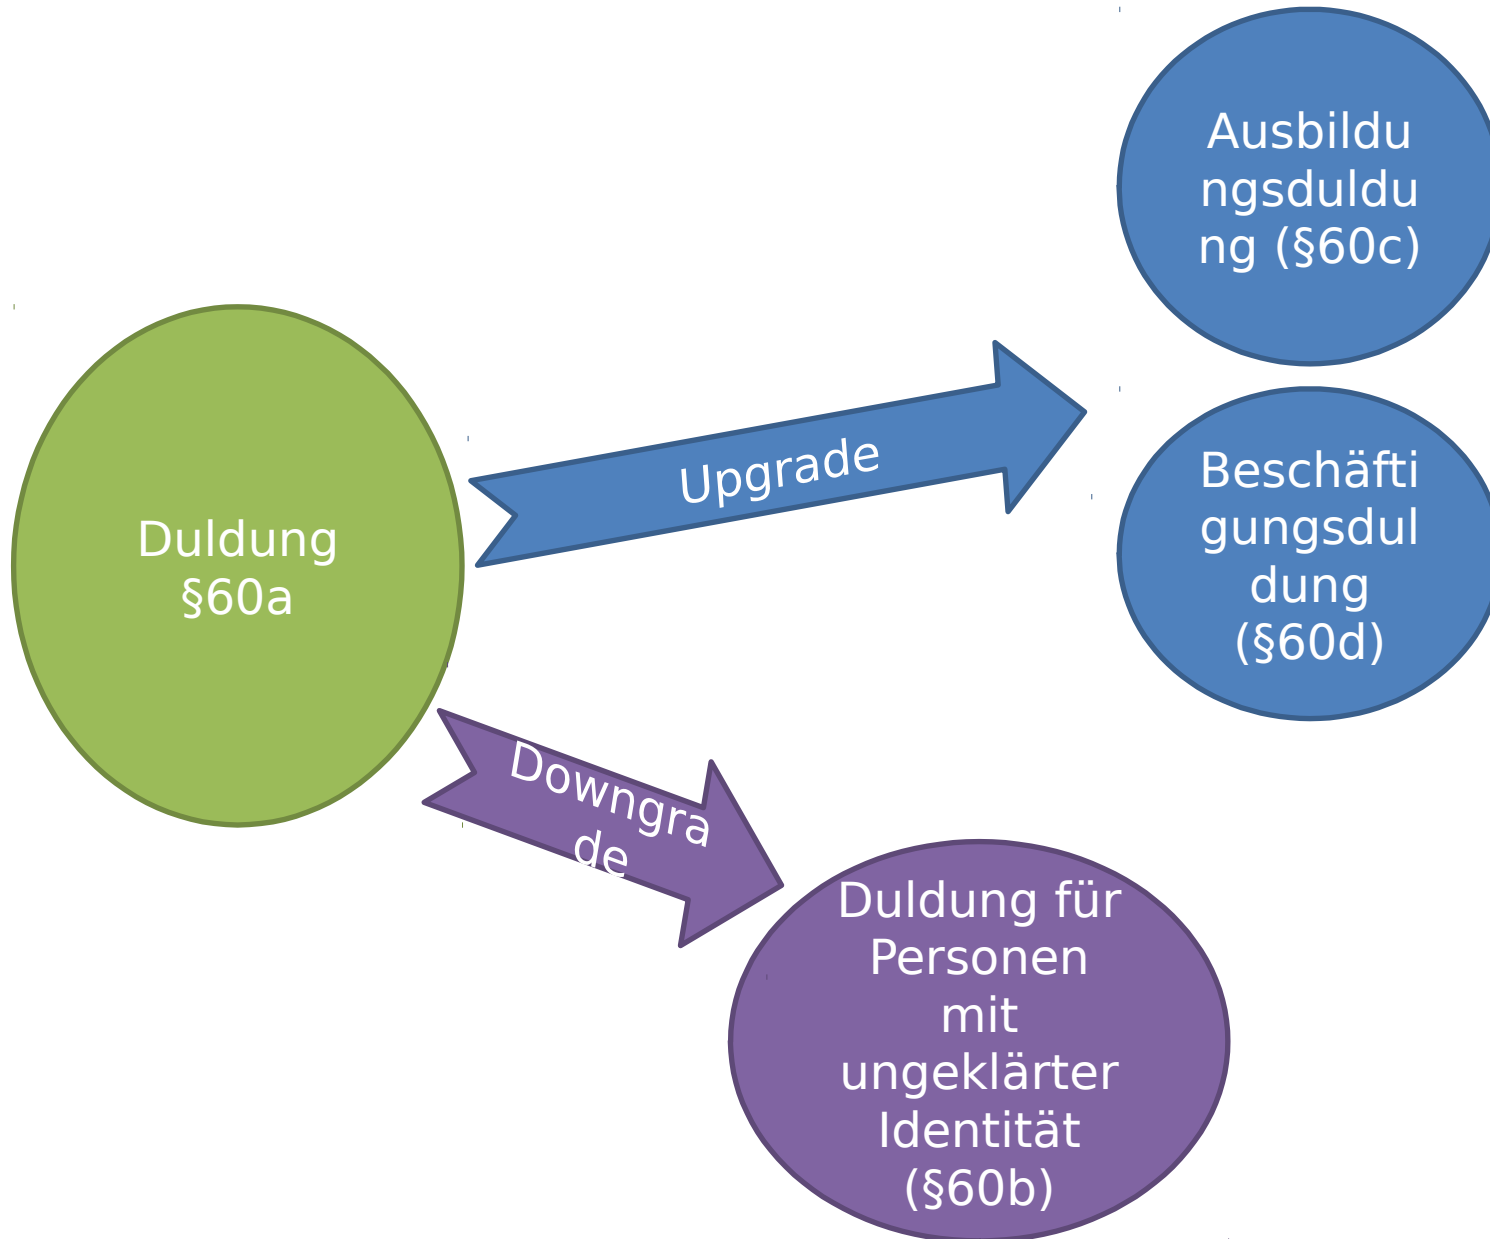 Ausbildu
ngsduldu
ng (§60c)
Upgrade
Beschäfti
gungsdul
dung
(§60d)
Duldung
§60a
Downgra
de
Duldung für
Personen
mit
ungeklärter
Identität
(§60b)